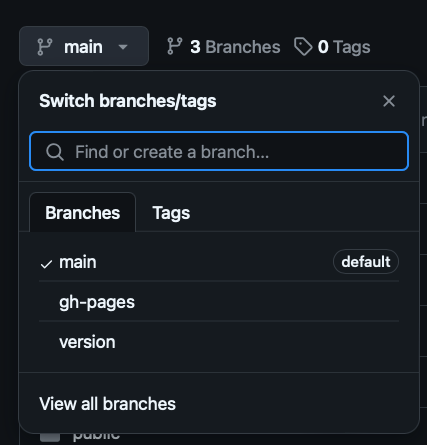 main 3 Branches 0 Tags
Switch branches/tags
Find or create a branch...
Branches Tags
main default
gh-pages
version
View all branches
public